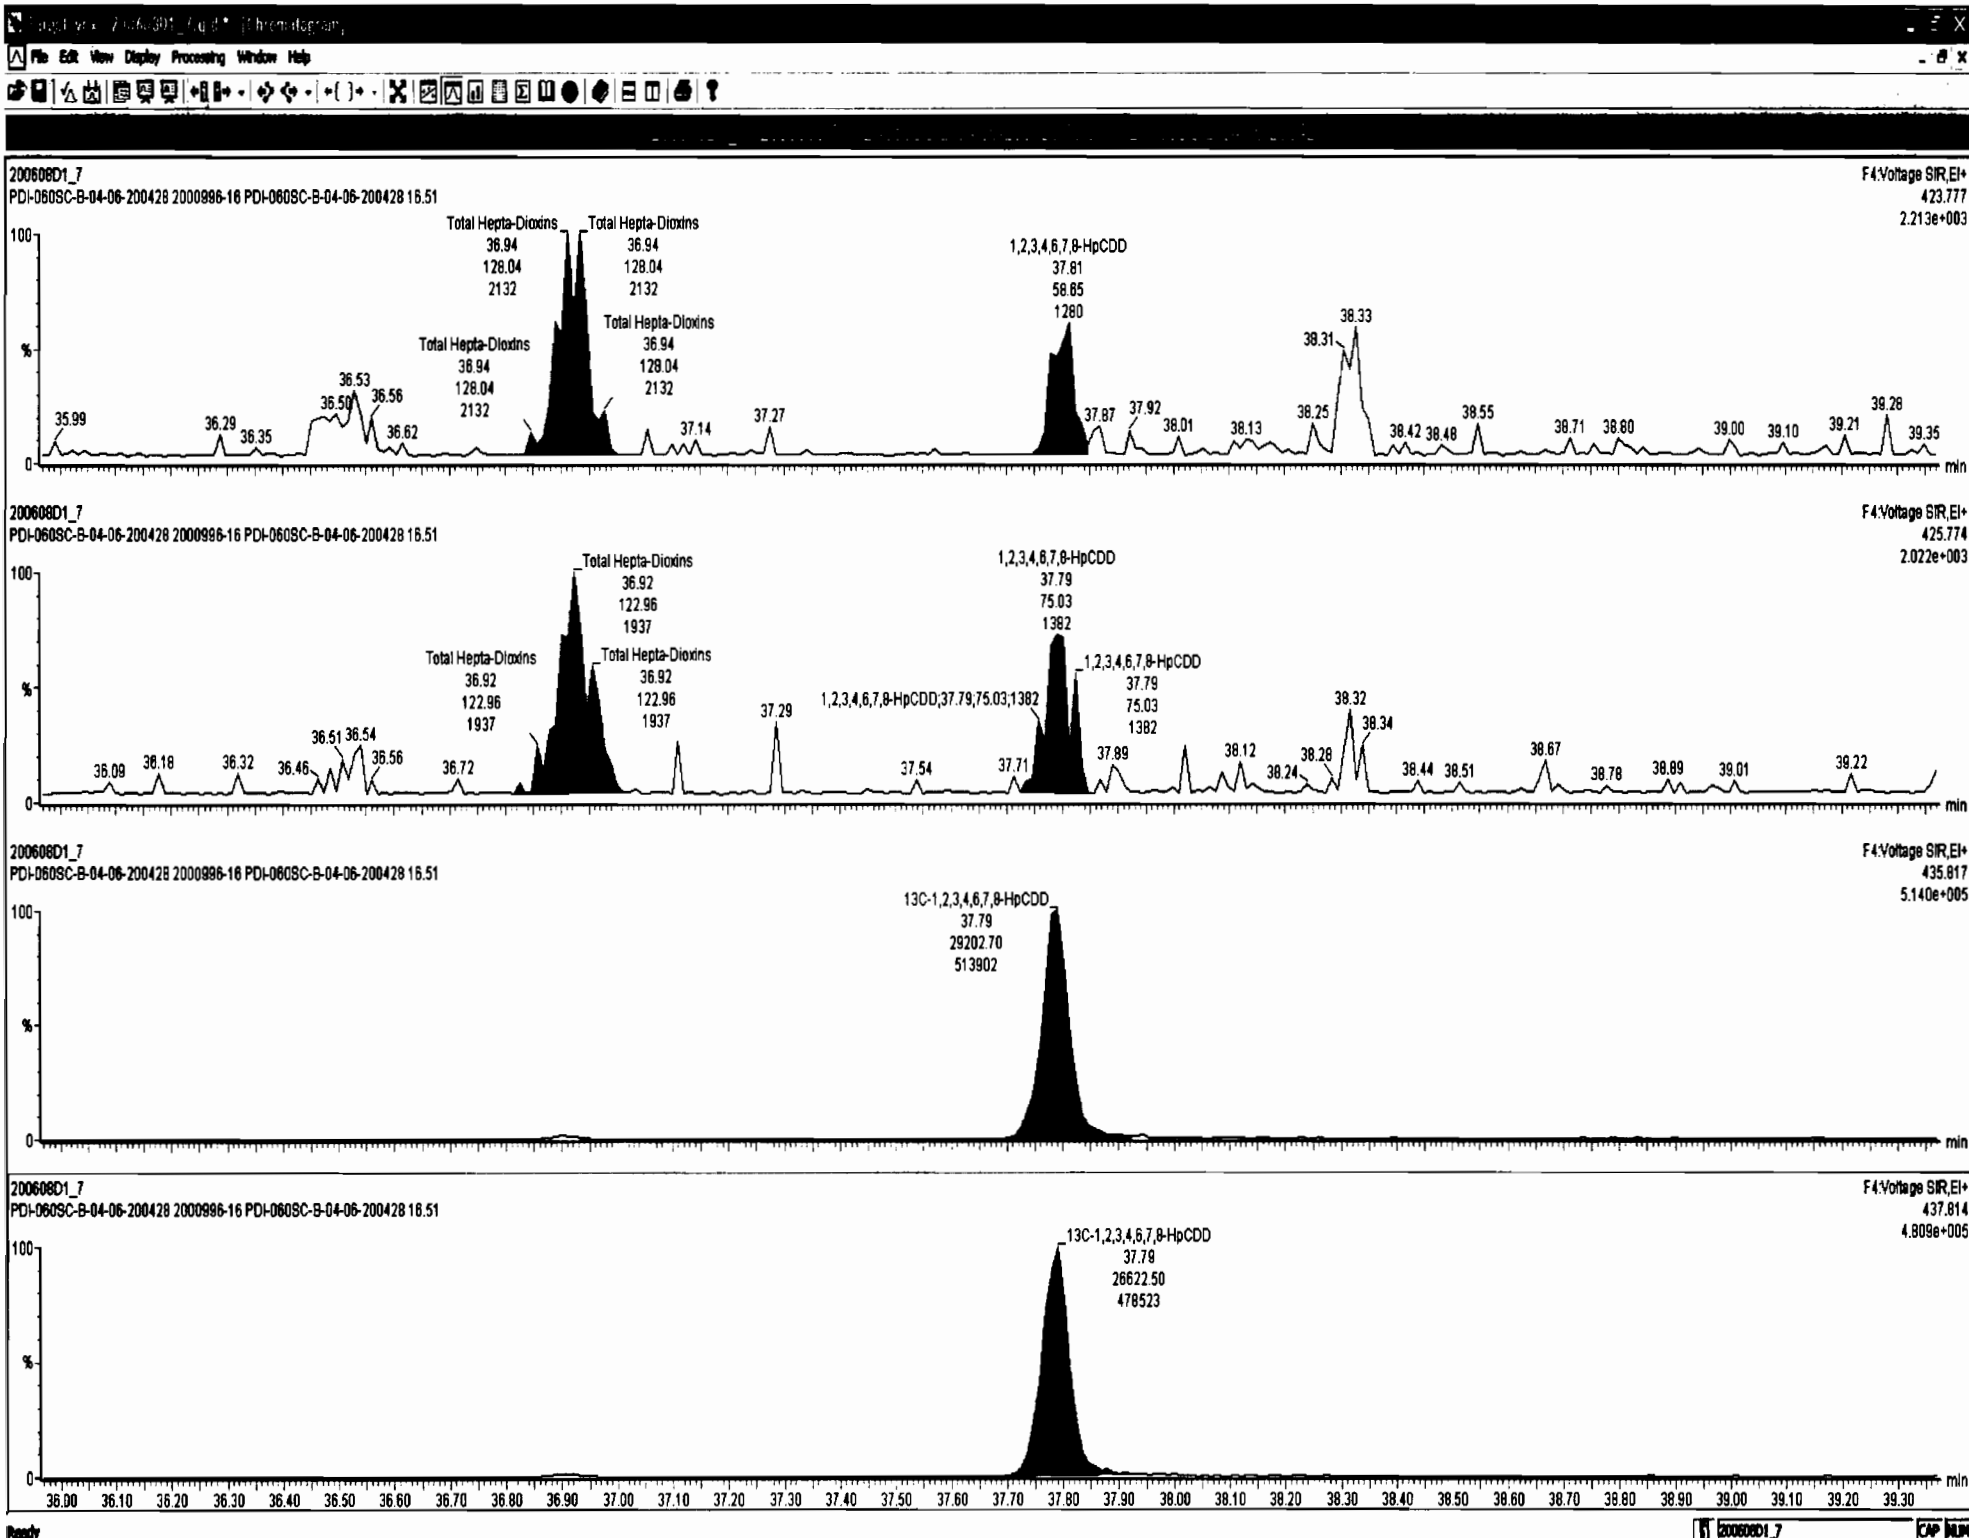 File Edit View Display Processing Window Help
200608D1_7
PDI-060SC-B-04-06-200428 2000996-16 PDI-060SC-B-04-06-200428 16.51
F4:Voltage SIR,EI+
423.777
2.213e+003
Total Hepta-Dioxins
36.94
128.04
2132
Total Hepta-Dioxins
36.94
128.04
2132
Total Hepta-Dioxins
36.94
128.04
2132
Total Hepta-Dioxins
36.94
128.04
2132
1,2,3,4,6,7,8-HpCDD
37.81
58.65
1280
100
%
0
35.99 36.29 36.35 36.50 36.53 36.56 36.62 37.14 37.27 37.87 37.92 38.01 38.13 38.25 38.31 38.33 38.42 38.48 38.55 38.71 38.80 39.00 39.10 39.21 39.28 39.35
min
200608D1_7
PDI-060SC-B-04-06-200428 2000996-16 PDI-060SC-B-04-06-200428 16.51
F4:Voltage SIR,EI+
425.774
2.022e+003
Total Hepta-Dioxins
36.92
122.96
1937
Total Hepta-Dioxins
36.92
122.96
1937
Total Hepta-Dioxins
36.92
122.96
1937
1,2,3,4,6,7,8-HpCDD
37.79
75.03
1382
1,2,3,4,6,7,8-HpCDD;37.79;75.03;1382
1,2,3,4,6,7,8-HpCDD
37.79
75.03
1382
100
%
0
36.09 36.18 36.32 36.46 36.51 36.54 36.56 36.72 37.29 37.54 37.71 37.89 38.12 38.24 38.28 38.32 38.34 38.44 38.51 38.67 38.78 38.89 39.01 39.22
min
200608D1_7
PDI-060SC-B-04-06-200428 2000996-16 PDI-060SC-B-04-06-200428 16.51
F4:Voltage SIR,EI+
435.817
5.140e+005
13C-1,2,3,4,6,7,8-HpCDD
37.79
29202.70
513902
100
%
0
min
200608D1_7
PDI-060SC-B-04-06-200428 2000996-16 PDI-060SC-B-04-06-200428 16.51
F4:Voltage SIR,EI+
437.814
4.809e+005
13C-1,2,3,4,6,7,8-HpCDD
37.79
26622.50
478523
100
%
0
min
36.00 36.10 36.20 36.30 36.40 36.50 36.60 36.70 36.80 36.90 37.00 37.10 37.20 37.30 37.40 37.50 37.60 37.70 37.80 37.90 38.00 38.10 38.20 38.30 38.40 38.50 38.60 38.70 38.80 38.90 39.00 39.10 39.20 39.30
Ready
200608D1_7
CAP NUM